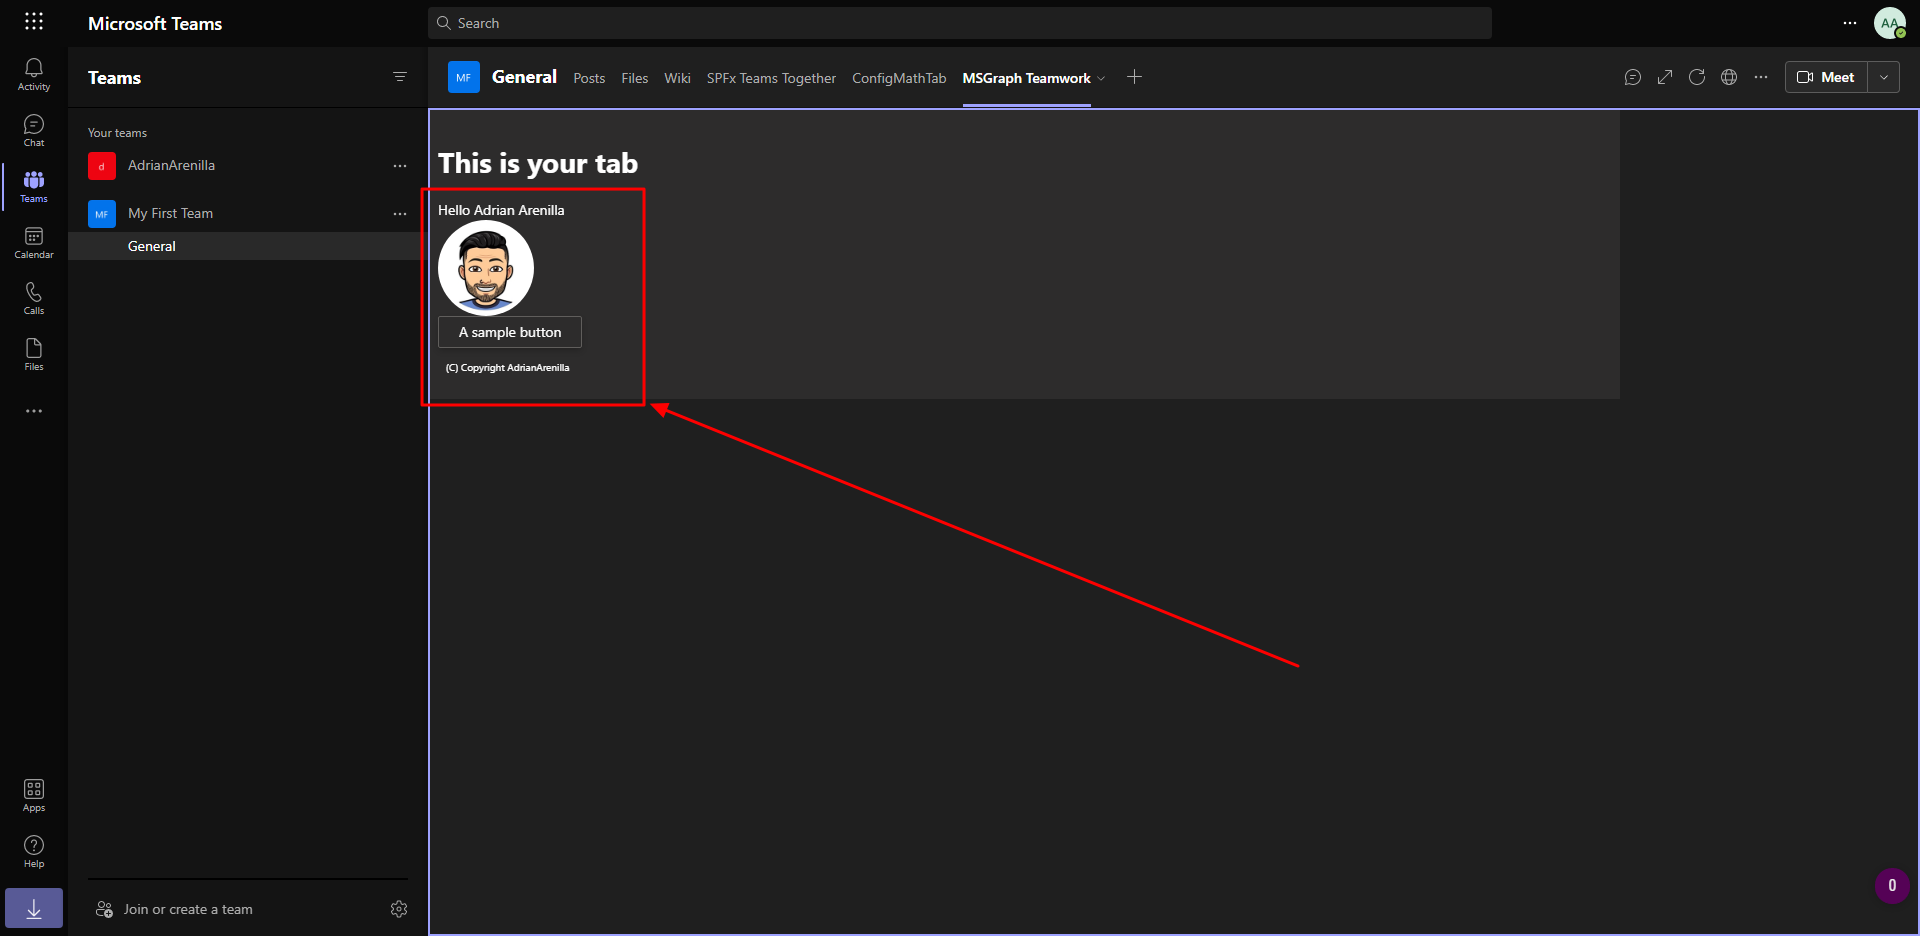 Microsoft Teams
Search
AA
Activity
Chat
Teams
Calendar
Calls
Files
Apps
Help
Teams
Your teams
d AdrianArenilla
MF My First Team
General
Join or create a team
MF General Posts Files Wiki SPFx Teams Together ConfigMathTab MSGraph Teamwork
Meet
This is your tab
Hello Adrian Arenilla
A sample button
(C) Copyright AdrianArenilla
0